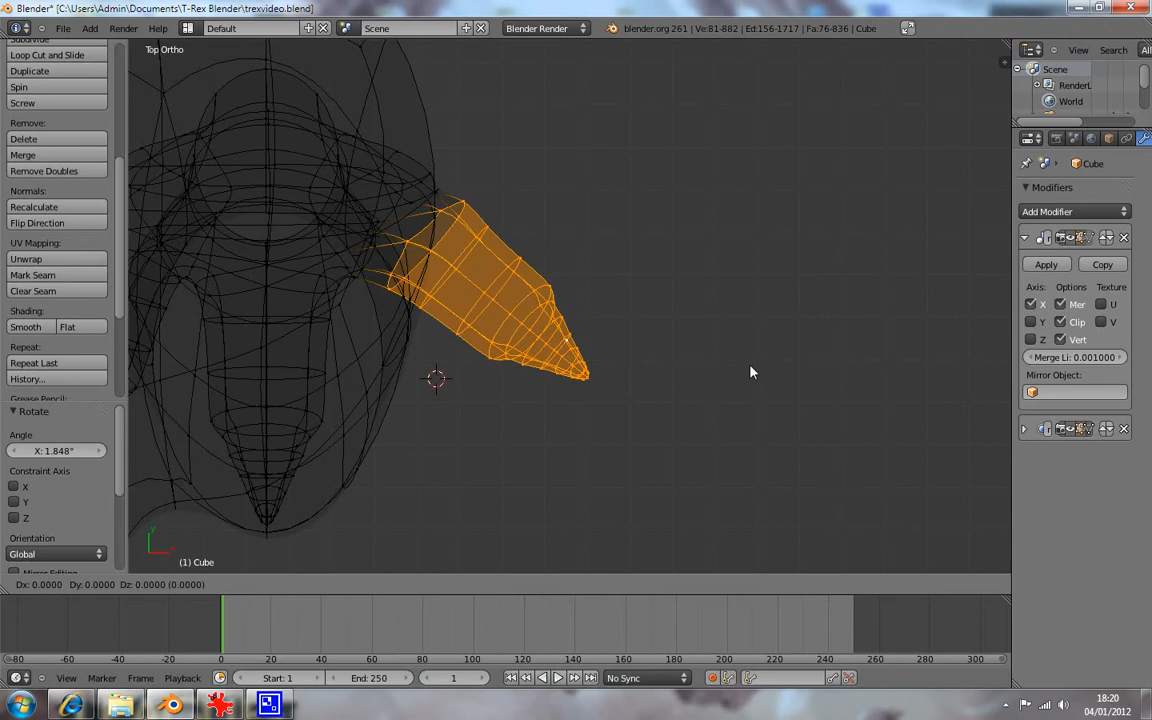 Blender* [C:\Users\Admin\Documents\T-Rex Blender\trexvideo.blend]
File Add Render Help Default Scene Blender Render blender.org 261 | Ve:81-882 | Ed:156-1717 | Fa:76-836 | Cube
View Search All
Top Ortho
Loop Cut and Slide
Duplicate
Spin
Screw
Remove:
Delete
Merge
Remove Doubles
Normals:
Recalculate
Flip Direction
UV Mapping:
Unwrap
Mark Seam
Clear Seam
Shading:
Smooth Flat
Repeat:
Repeat Last
History...
Rotate
Angle
X: 1.848°
Constraint Axis
X
Y
Z
Orientation
Global
y
x
(1) Cube
Dx: 0.0000 Dy: 0.0000 Dz: 0.0000 (0.0000)
Scene
RenderL
World
Cube
Modifiers
Add Modifier
Apply Copy
Axis: Options Texture
X Mer U
Y Clip V
Z Vert
Merge Li: 0.001000
Mirror Object:
-80 -60 -40 -20 0 20 40 60 80 100 120 140 160 180 200 220 240 260 280 300
View Marker Frame Playback Start: 1 End: 250 1 No Sync
18:20
04/01/2012